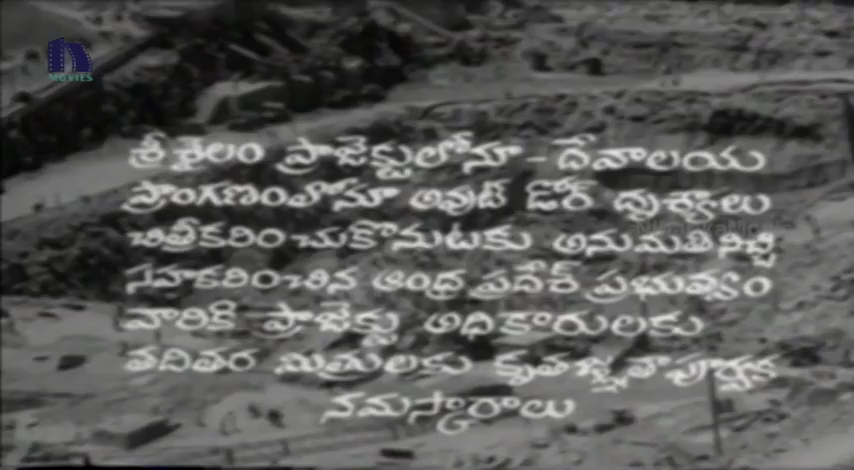 MOVIES
శ్రీశైలం ప్రాజెక్టులోనూ - దేవాలయ
ప్రాంగణంలోనూ అవుట్ డోర్ దృశ్యాలు
చిత్రీకరించుకొనుటకు అనుమతినిచ్చి
సహకరించిన ఆంధ్ర ప్రదేశ్ ప్రభుత్వం
వారికీ ప్రాజెక్టు అధికారులకు
తదితర మిత్రులకు కృతజ్ఞతాపూర్వక
నమస్కారాలు